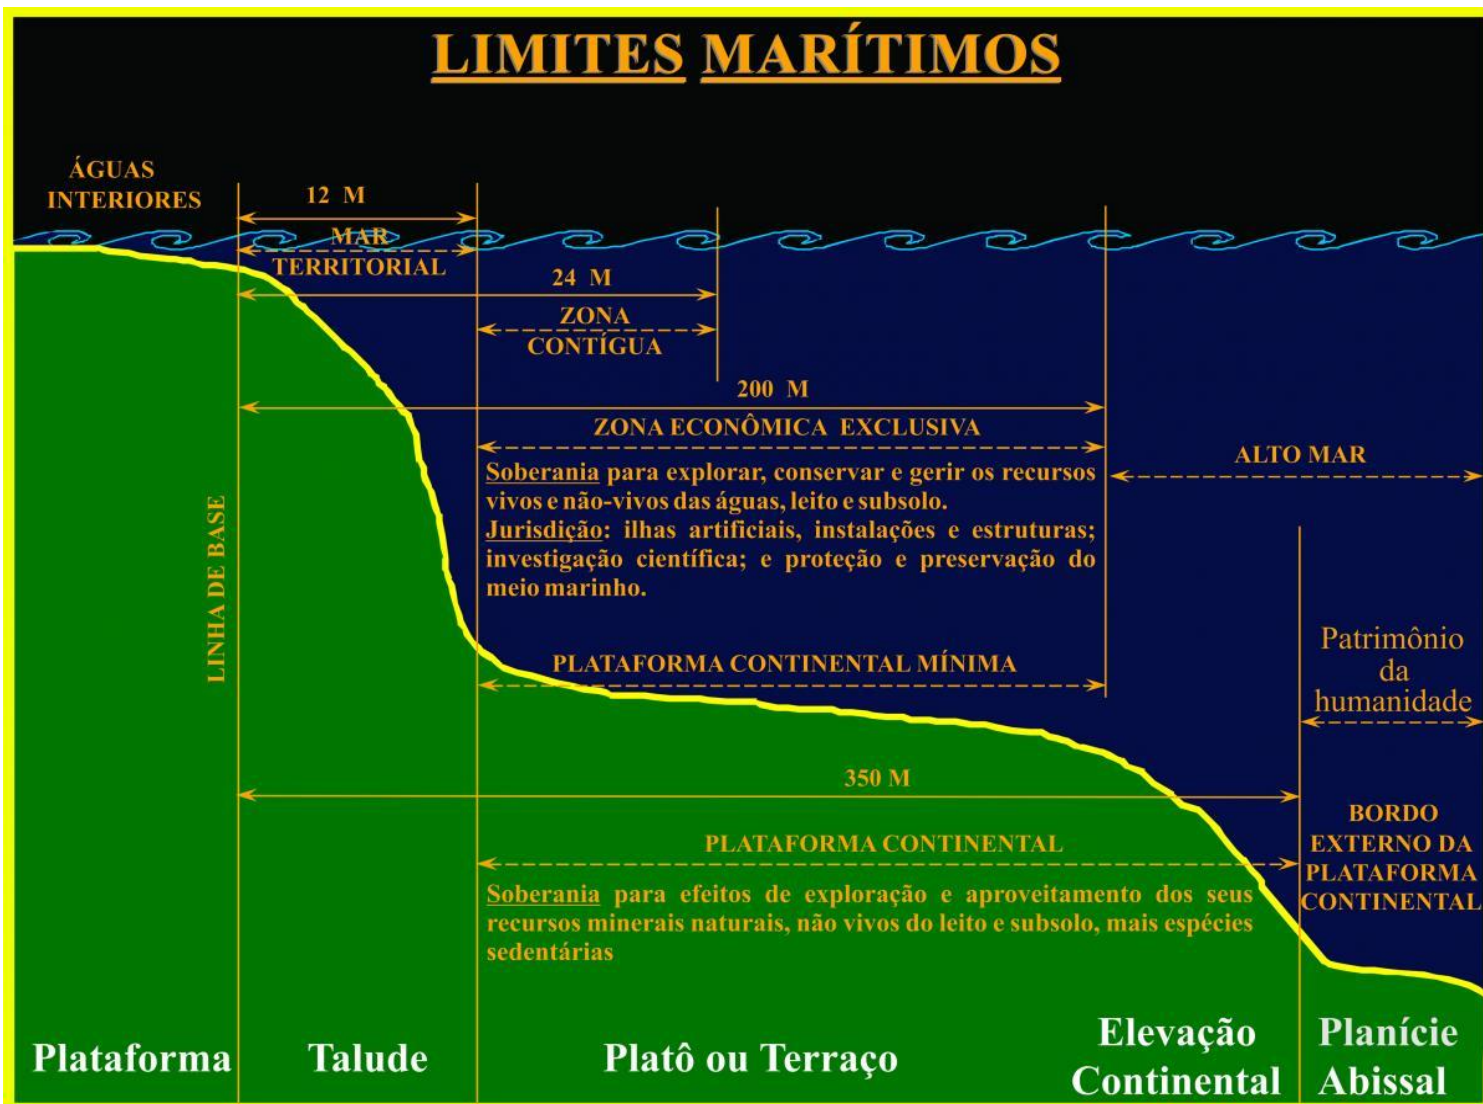 LIMITES MARÍTIMOS
ÁGUAS
INTERIORES
12 M
MAR
TERRITORIAL
24 M
ZONA
CONTÍGUA
200 M
ZONA ECONÔMICA EXCLUSIVA
Soberania para explorar, conservar e gerir os recursos
vivos e não-vivos das águas, leito e subsolo.
Jurisdição: ilhas artificiais, instalações e estruturas;
investigação científica; e proteção e preservação do
meio marinho.
ALTO MAR
LINHA DE BASE
PLATAFORMA CONTINENTAL MÍNIMA
Patrimônio
da
humanidade
350 M
PLATAFORMA CONTINENTAL
Soberania para efeitos de exploração e aproveitamento dos seus
recursos minerais naturais, não vivos do leito e subsolo, mais espécies
sedentárias
BORDO
EXTERNO DA
PLATAFORMA
CONTINENTAL
Plataforma
Talude
Platô ou Terraço
Elevação
Continental
Planície
Abissal